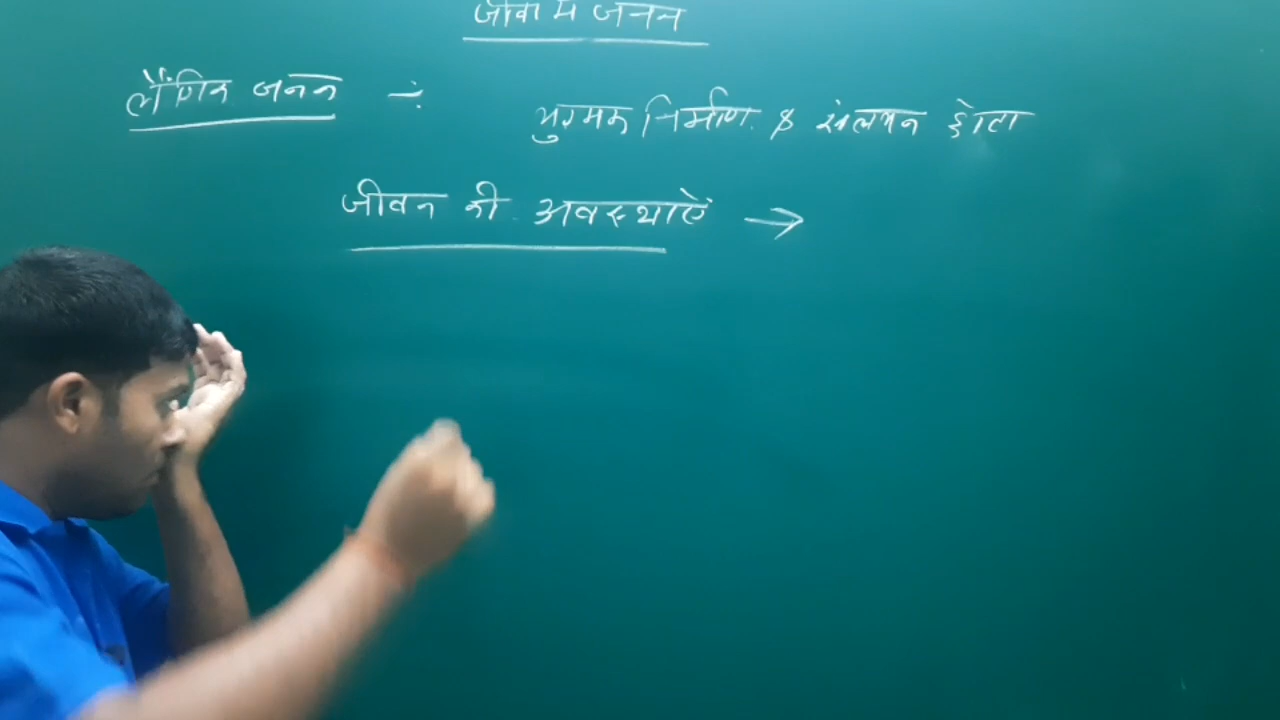 जीवों में जनन
लैंगिक जनन ÷
युग्मक निर्माण & संलयन होता
जीवन की अवस्थाऐं →